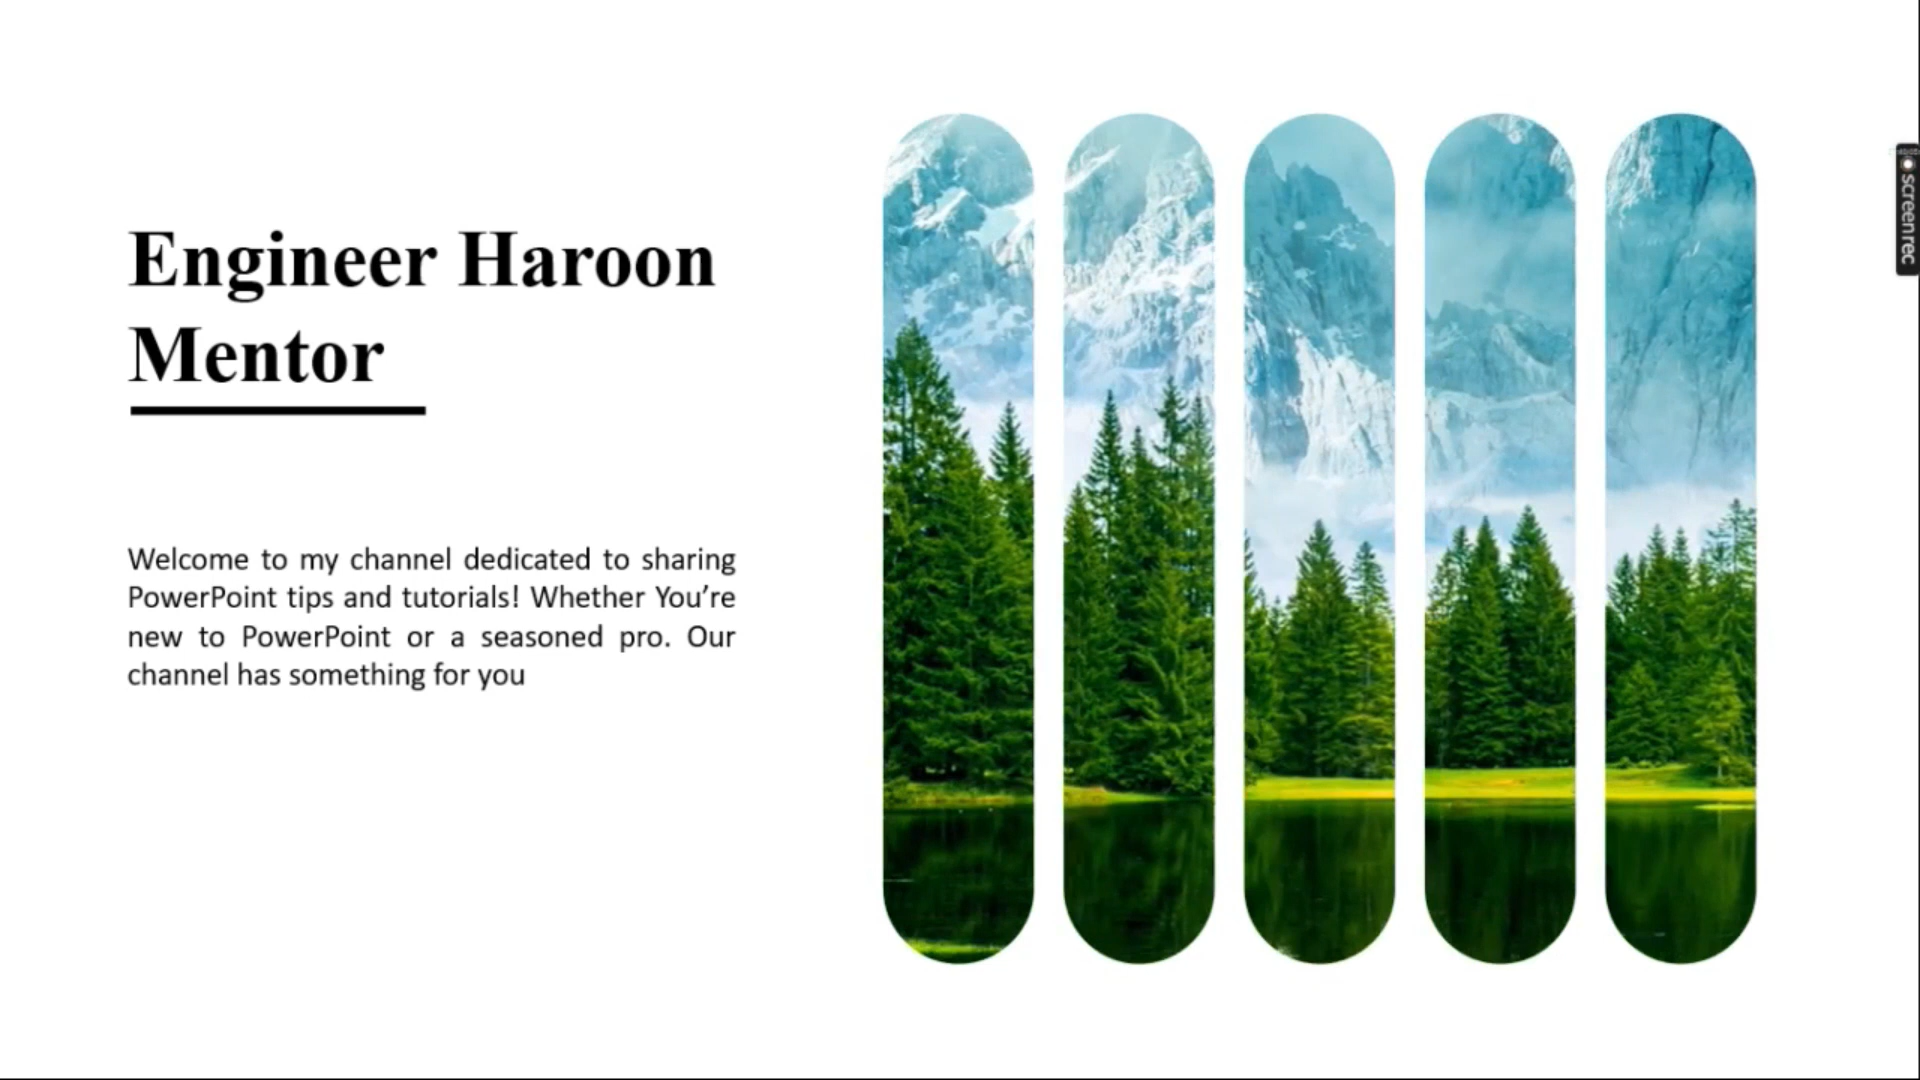 Engineer Haroon
Mentor
Welcome to my channel dedicated to sharing
PowerPoint tips and tutorials! Whether You’re
new to PowerPoint or a seasoned pro. Our
channel has something for you
screenrec